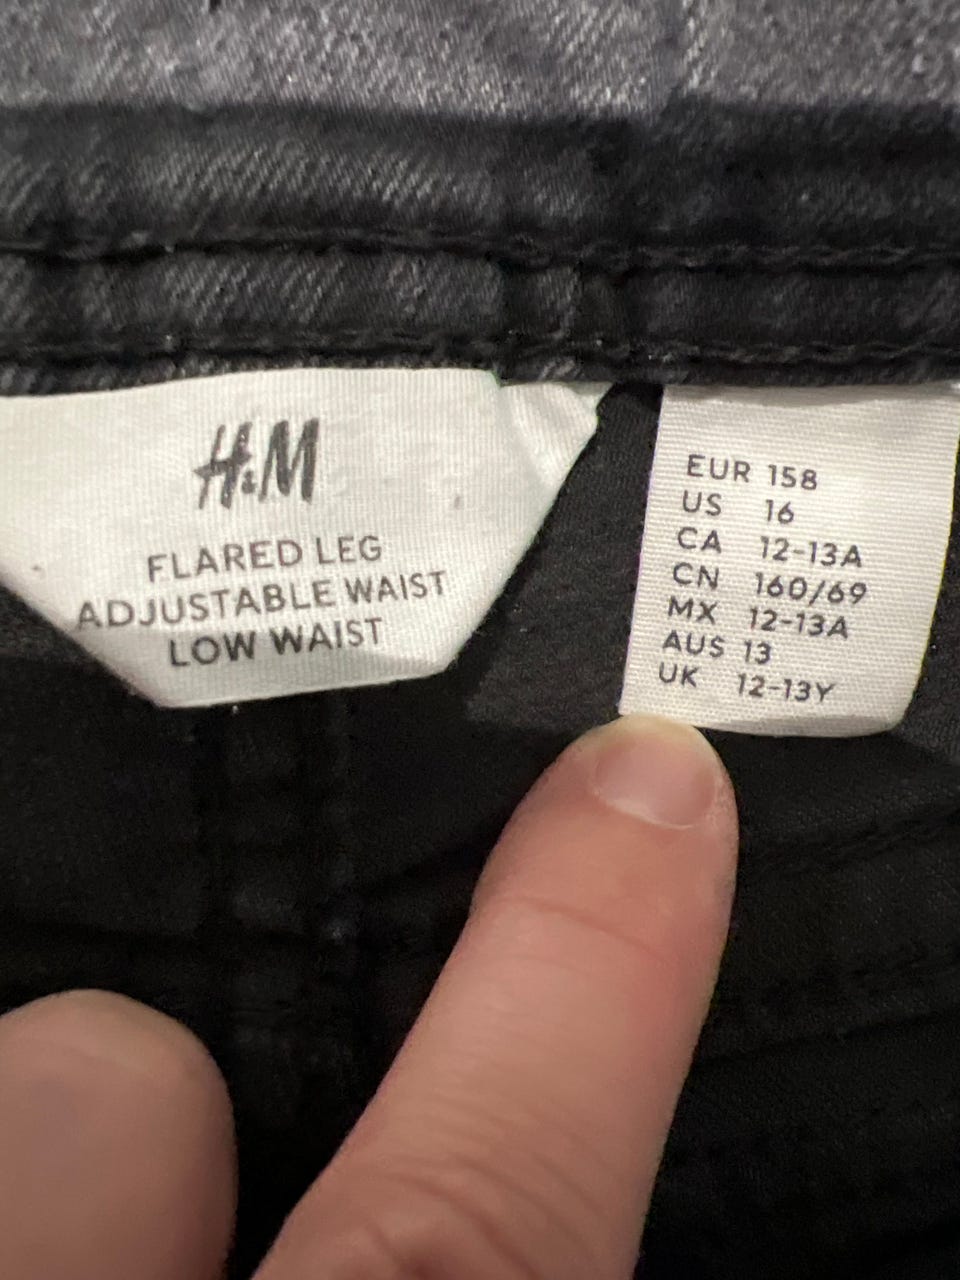 H&M
FLARED LEG
ADJUSTABLE WAIST
LOW WAIST
EUR 158
US 16
CA 12-13A
CN 160/69
MX 12-13A
AUS 13
UK 12-13Y